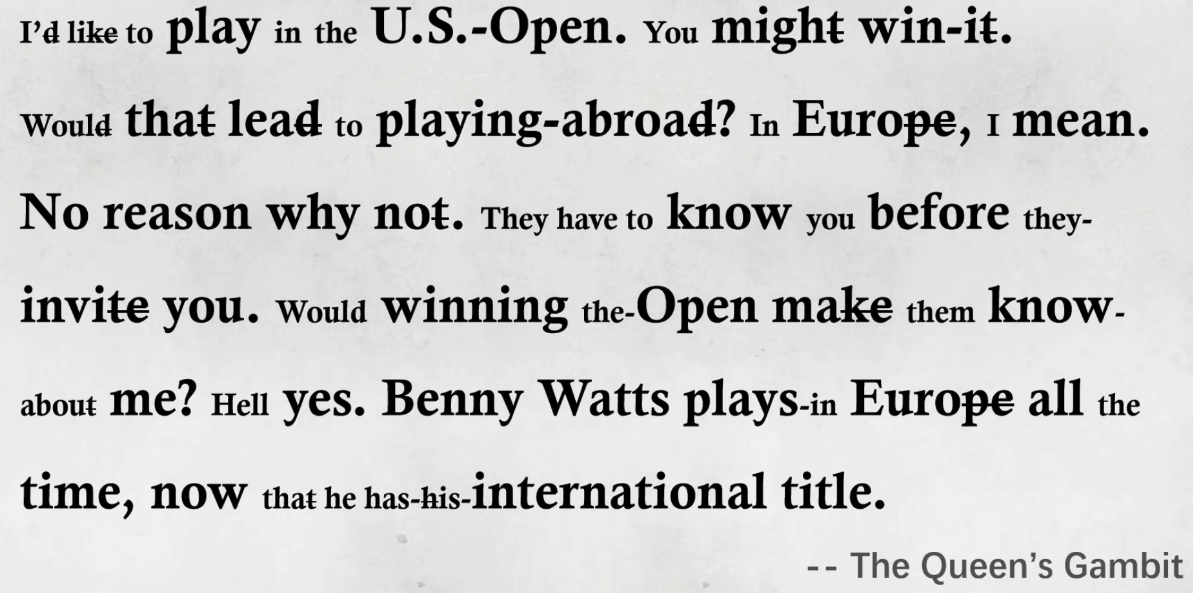 I’d like to play in the U.S.-Open. You might win-it.
Would that lead to playing-abroad? In Europe, I mean.
No reason why not. They have to know you before they-
invite you. Would winning the-Open make them know-
about me? Hell yes. Benny Watts plays-in Europe all the
time, now that he has-his-international title.
-- The Queen’s Gambit